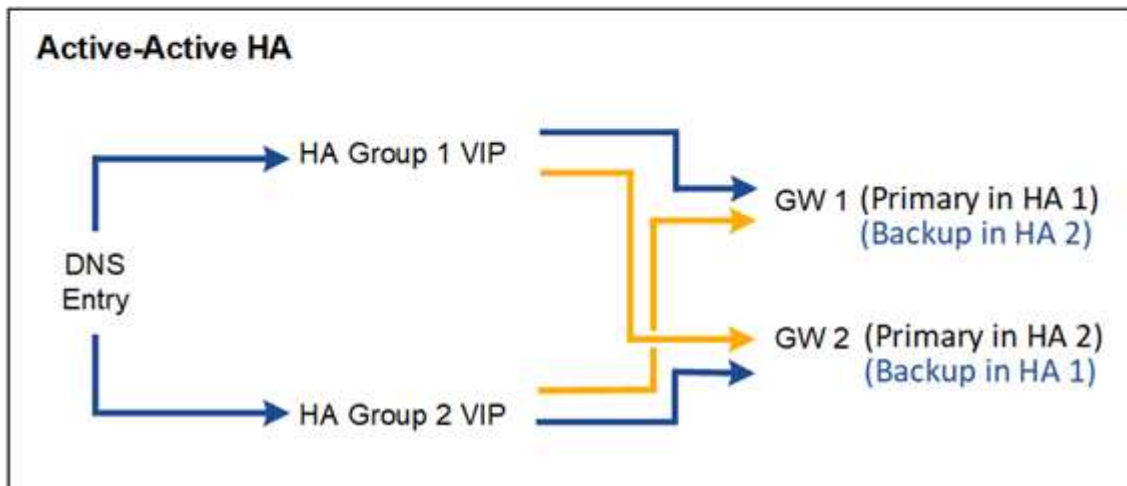 Active-Active HA
HA Group 1 VIP
GW 1 (Primary in HA 1)
(Backup in HA 2)
DNS
Entry
GW 2 (Primary in HA 2)
(Backup in HA 1)
HA Group 2 VIP